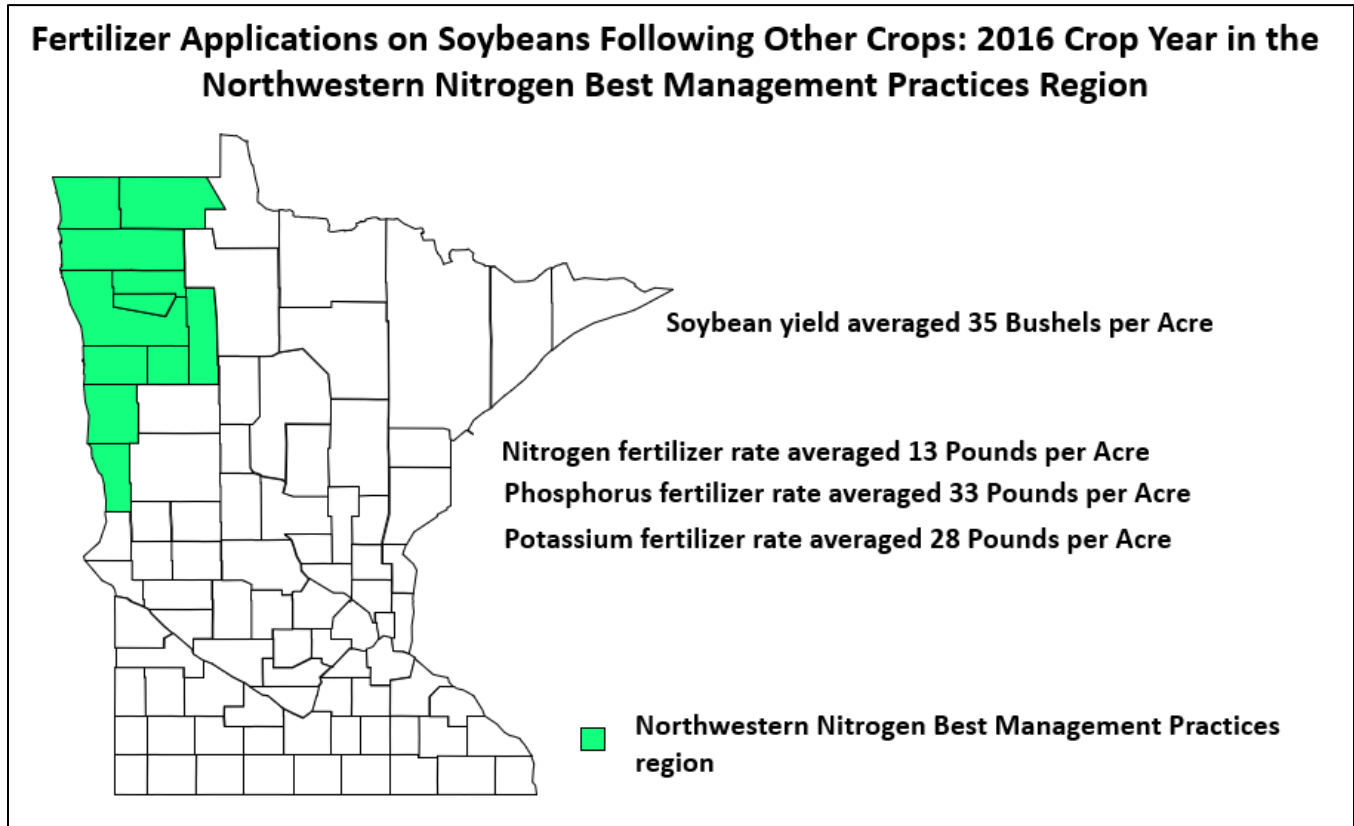 Fertilizer Applications on Soybeans Following Other Crops: 2016 Crop Year in the
Northwestern Nitrogen Best Management Practices Region
Soybean yield averaged 35 Bushels per Acre
Nitrogen fertilizer rate averaged 13 Pounds per Acre
Phosphorus fertilizer rate averaged 33 Pounds per Acre
Potassium fertilizer rate averaged 28 Pounds per Acre
Northwestern Nitrogen Best Management Practices
region